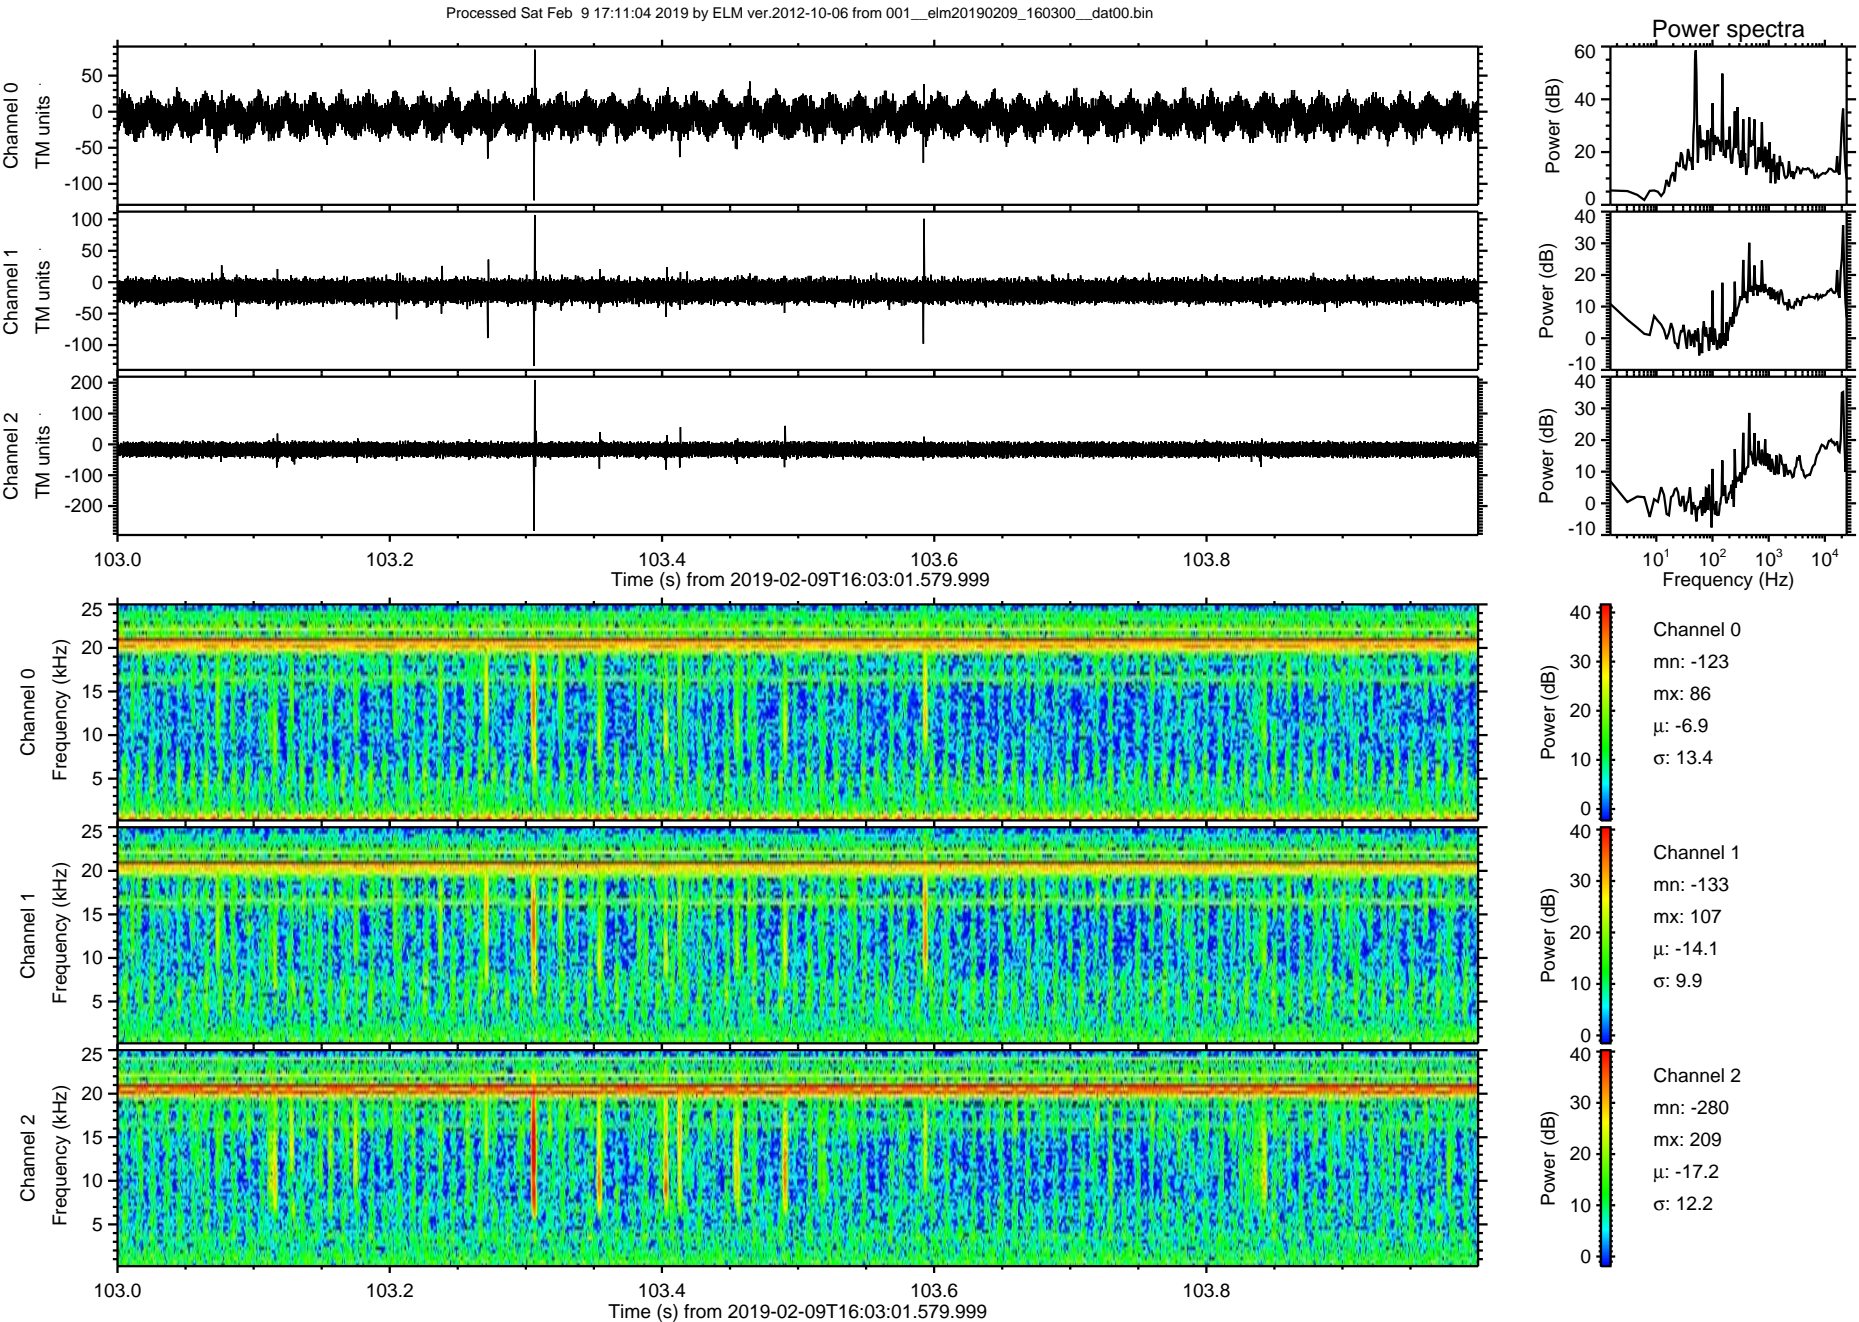 Processed Sat Feb  9 17:11:04 2019 by ELM ver.2012-10-06 from 001__elm20190209_160300__dat00.bin
Power spectra
Channel 0
TM units
50
0
-50
-100
Power (dB)
60
40
20
0
Channel 1
TM units
100
50
0
-50
-100
Power (dB)
40
30
20
10
0
-10
Channel 2
TM units
200
100
0
-100
-200
Power (dB)
40
30
20
10
0
-10
103.0 103.2 103.4 103.6 103.8
Time (s) from 2019-02-09T16:03:01.579.999
10^1 10^2 10^3 10^4
Frequency (Hz)
Channel 0
Frequency (kHz)
25
20
15
10
5
Power (dB)
40
30
20
10
0
Channel 0
mn: -123
mx: 86
μ: -6.9
σ: 13.4
Channel 1
Frequency (kHz)
25
20
15
10
5
Power (dB)
40
30
20
10
0
Channel 1
mn: -133
mx: 107
μ: -14.1
σ: 9.9
Channel 2
Frequency (kHz)
25
20
15
10
5
Power (dB)
40
30
20
10
0
Channel 2
mn: -280
mx: 209
μ: -17.2
σ: 12.2
103.0 103.2 103.4 103.6 103.8
Time (s) from 2019-02-09T16:03:01.579.999